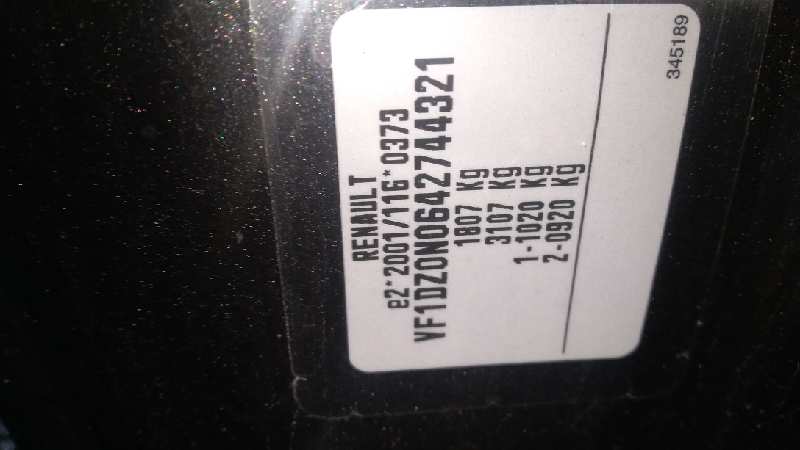 RENAULT
e2*2001/116*0373
VF1DZ0N0642744321
1807 Kg
3107 Kg
1-1020 Kg
2-0920 Kg
345189